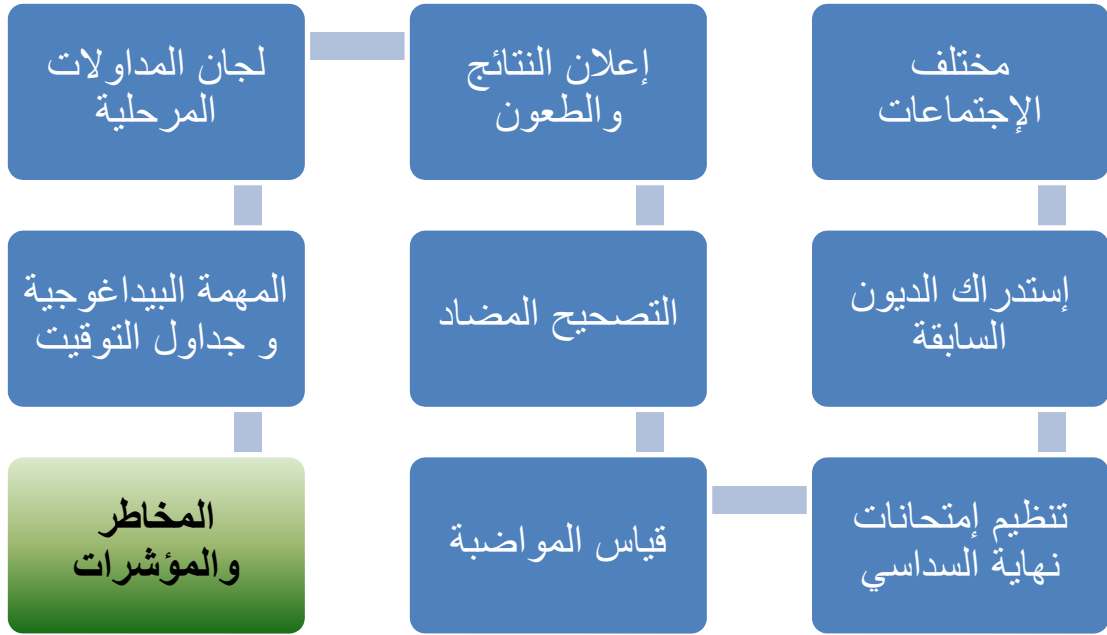 مختلف
الإجتماعات
إستدراك الديون
السابقة
تنظيم إمتحانات
نهاية السداسي
قياس المواضبة
التصحيح المضاد
إعلان النتائج
والطعون
لجان المداولات
المرحلية
المهمة البيداغوجية
و جداول التوقيت
المخاطر
والمؤشرات